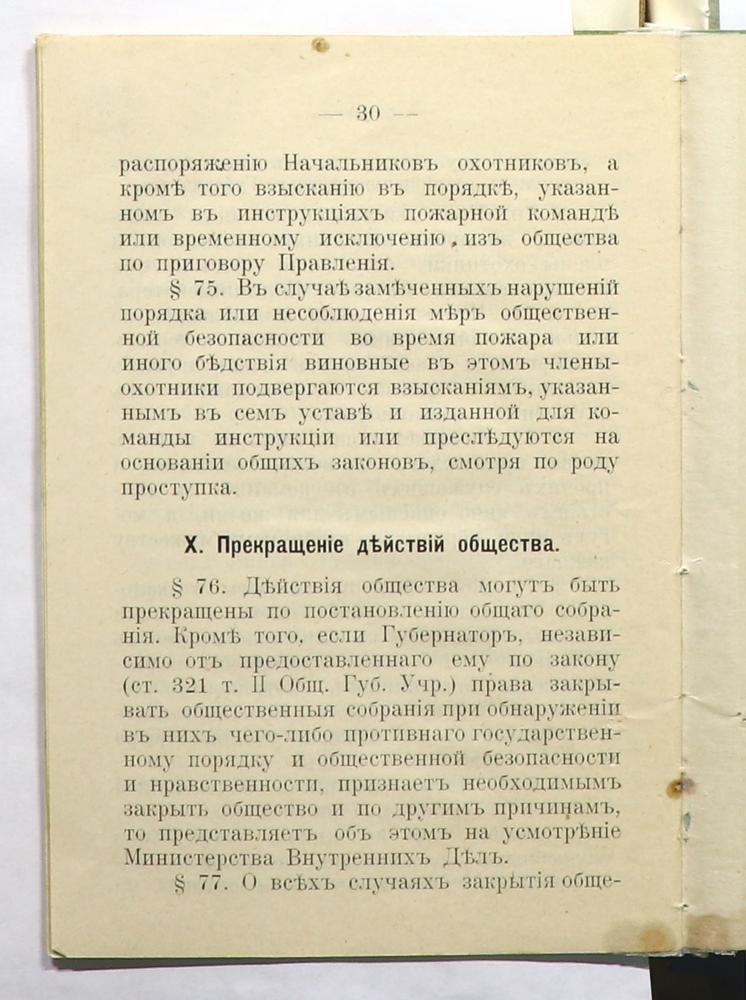 — 30 —
распоряженію Начальниковъ охотниковъ, а
кромѣ того взысканію въ порядкѣ, указан-
номъ въ инструкціяхъ пожарной командѣ
или временному исключенію изъ общества
по приговору Правленія.
§ 75. Въ случаѣ замѣченныхъ нарушеній
порядка или несоблюденія мѣръ обществен-
ной безопасности во время пожара или
иного бѣдствія виновные въ этомъ члены-
охотники подвергаются взысканіямъ, указан-
нымъ въ семъ уставѣ и изданной для ко-
манды инструкціи или преслѣдуются на
основаніи общихъ законовъ, смотря по роду
проступка.
X. Прекращеніе дѣйствій общества.
§ 76. Дѣйствія общества могутъ быть
прекращены по постановленію общаго собра-
нія. Кромѣ того, если Губернаторъ, незави-
симо отъ предоставленнаго ему по закону
(ст. 321 т. II Общ. Губ. Учр.) права закры-
вать общественныя собранія при обнаруженіи
въ нихъ чего-либо противнаго государствен-
ному порядку и общественной безопасности
и нравственности, признаетъ необходимымъ
закрыть общество и по другимъ причинамъ,
то представляетъ объ этомъ на усмотрѣніе
Министерства Внутреннихъ Дѣлъ.
§ 77. О всѣхъ случаяхъ закрытія обще-